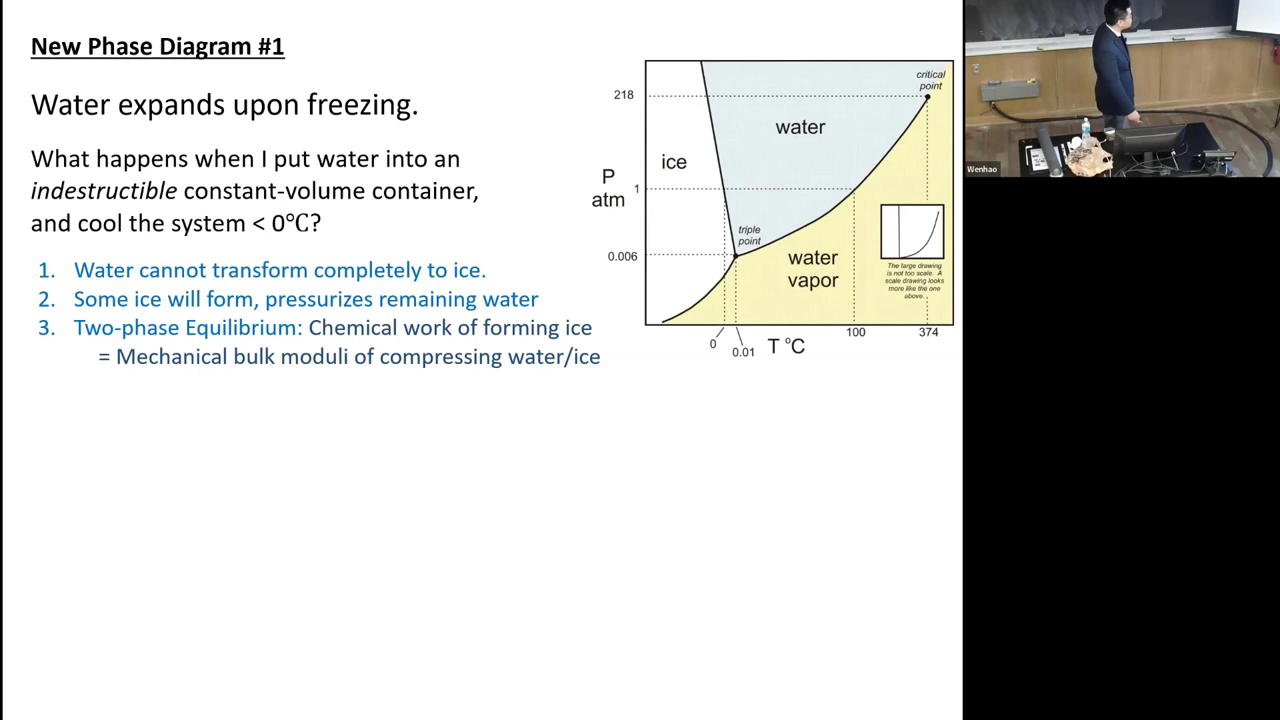 New Phase Diagram #1
Water expands upon freezing.
What happens when I put water into an
indestructible constant-volume container,
and cool the system < 0℃?
1. Water cannot transform completely to ice.
2. Some ice will form, pressurizes remaining water
3. Two-phase Equilibrium: Chemical work of forming ice
= Mechanical bulk moduli of compressing water/ice
critical
point
218
water
ice
P
atm
1
triple
point
0.006
water
vapor
The large drawing
is not too scale. A
scale drawing looks
more like the one
above.
0
0.01
T °C
100
374
Wenhao